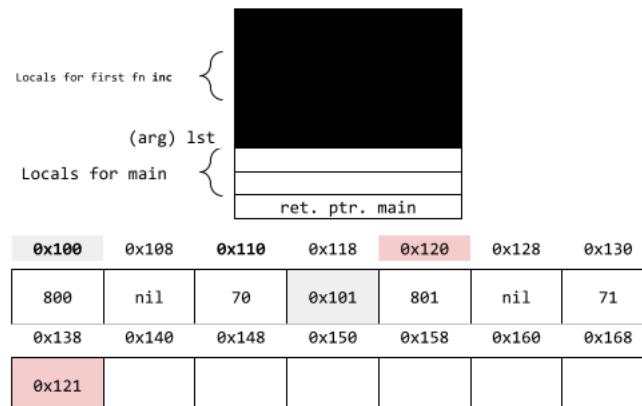 Locals for first fn inc
(arg) lst
Locals for main
ret. ptr. main
0x100 0x108 0x110 0x118 0x120 0x128 0x130
800 nil 70 0x101 801 nil 71
0x138 0x140 0x148 0x150 0x158 0x160 0x168
0x121